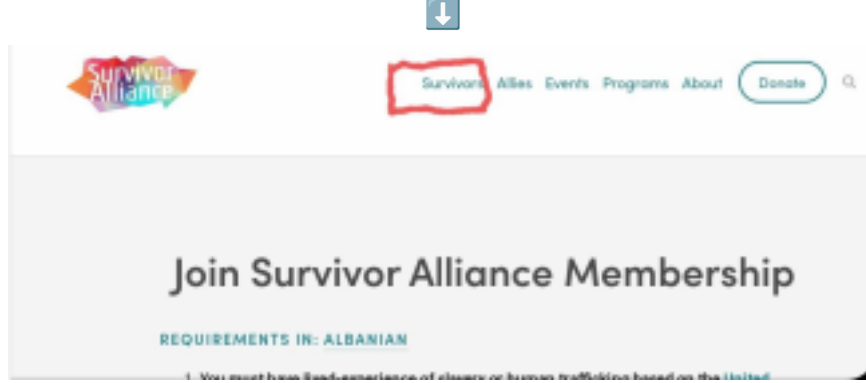 Survivor
Alliance
Survivors Allies Events Programs About Donate
Join Survivor Alliance Membership
REQUIREMENTS IN: ALBANIAN
1. You must have lived-experience of slavery or human trafficking based on the United